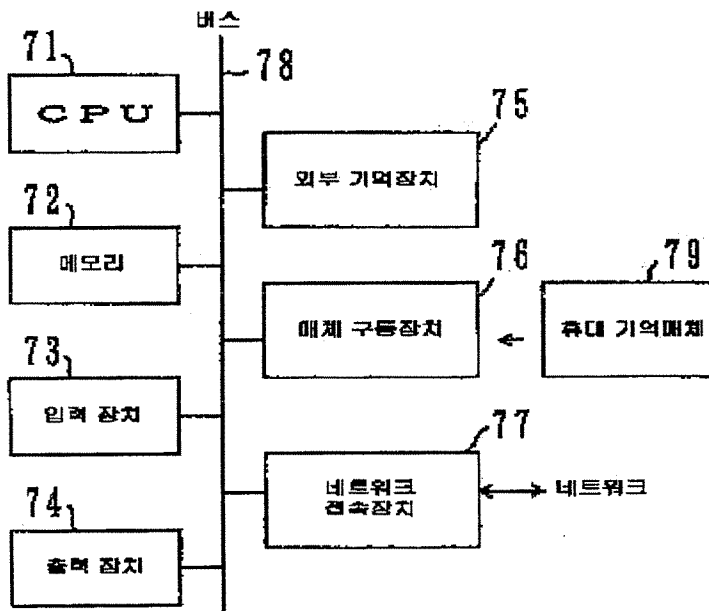 버스
71
78
CPU
75
외부 기억장치
72
메모리
76
79
매체 구동장치
휴대 기억매체
73
입력 장치
77
네트워크
접속장치
네트워크
74
출력 장치